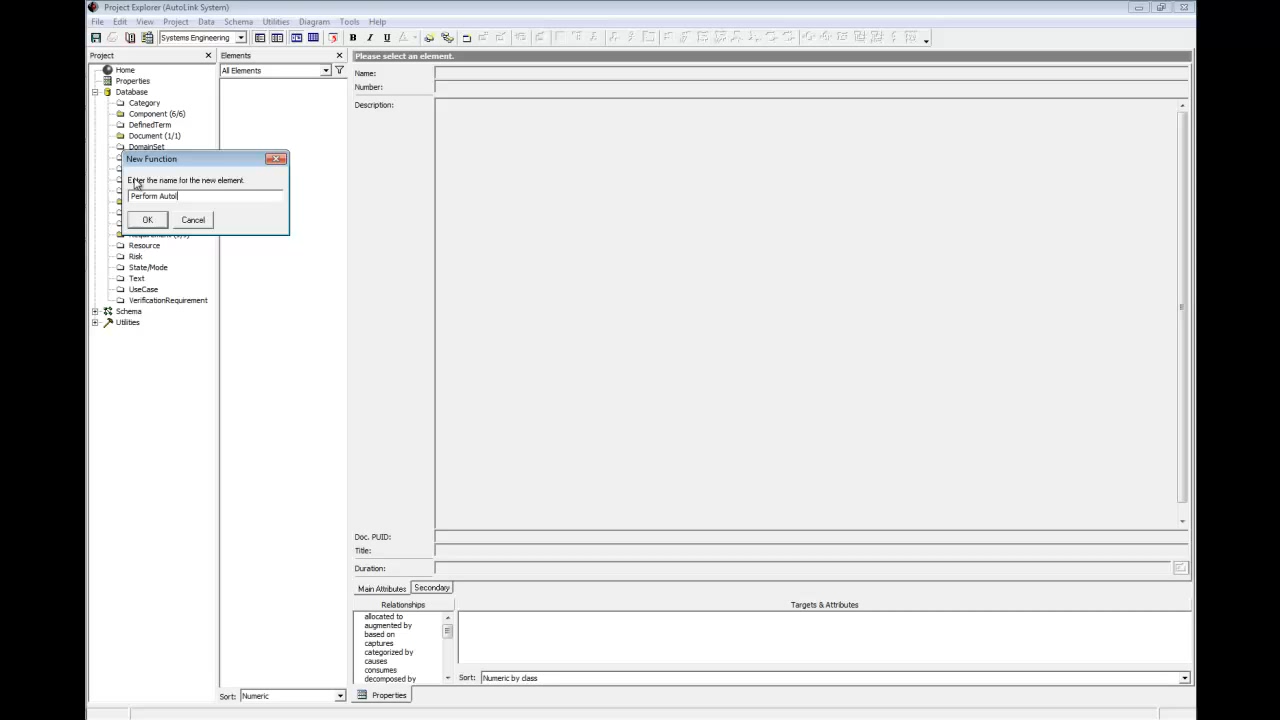 Project Explorer (AutoLink System)
File Edit View Project Data Schema Utilities Diagram Tools Help
Systems Engineering B I U A
Project Elements Please select an element.
Home All Elements Name:
Properties Number:
Database
Category Description:
Component (6/6)
DefinedTerm
Document (1/1)
DomainSet
New Function
Enter the name for the new element.
Perform Autol
OK Cancel
Resource
Risk
State/Mode
Text
UseCase
VerificationRequirement
Schema
Utilities
Doc. PUID:
Title:
Duration:
Main Attributes Secondary
Relationships Targets & Attributes
allocated to
augmented by
based on
captures
categorized by
causes
consumes
decomposed by
Sort: Numeric by class
Sort: Numeric Properties